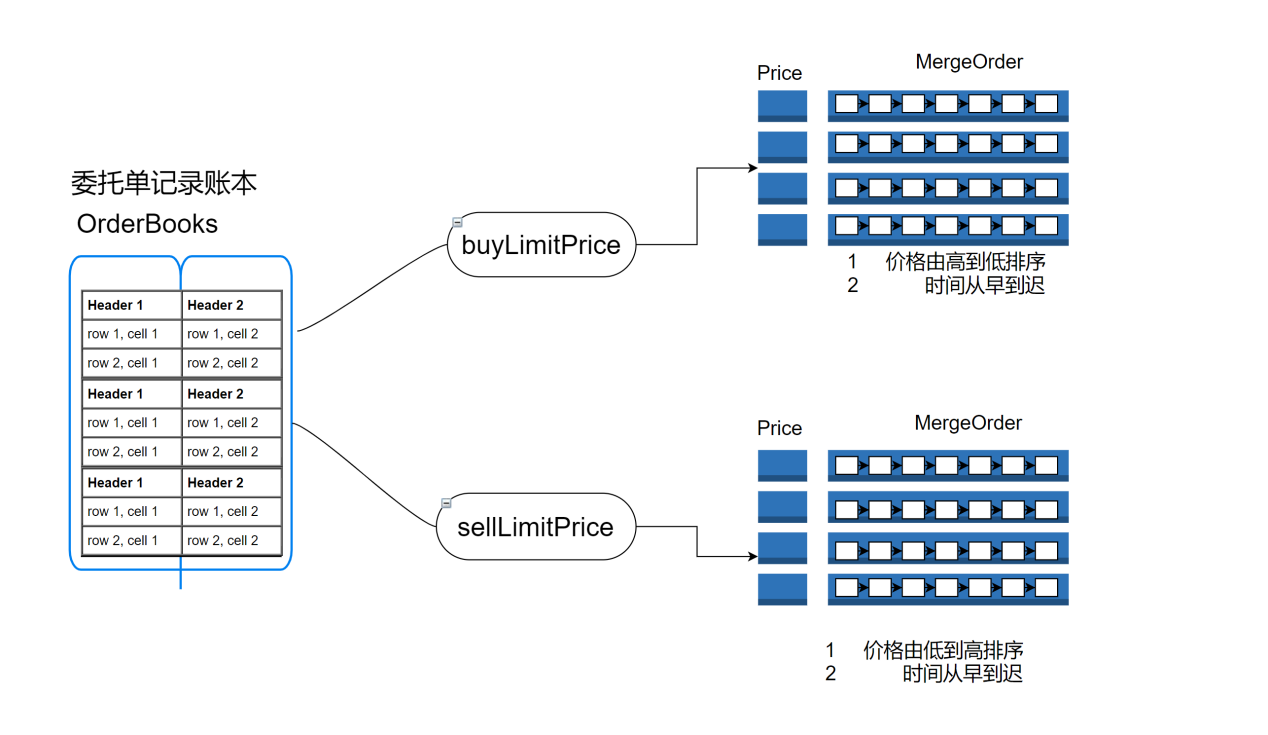 委托单记录账本
OrderBooks
Header 1 Header 2
row 1, cell 1 row 1, cell 2
row 2, cell 1 row 2, cell 2
Header 1 Header 2
row 1, cell 1 row 1, cell 2
row 2, cell 1 row 2, cell 2
Header 1 Header 2
row 1, cell 1 row 1, cell 2
row 2, cell 1 row 2, cell 2
buyLimitPrice
sellLimitPrice
Price
MergeOrder
1 价格由高到低排序
2 时间从早到迟
Price
MergeOrder
1 价格由低到高排序
2 时间从早到迟